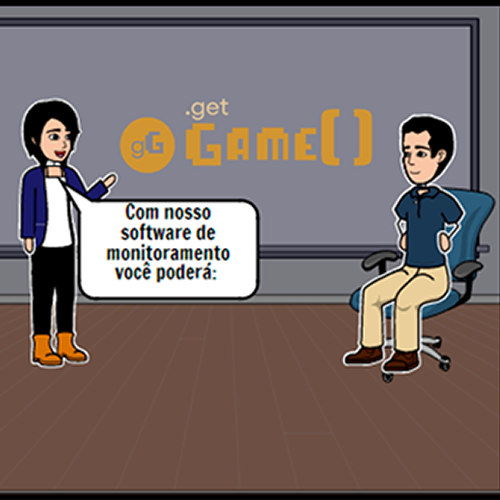 .get
gG GAME()
Com nosso
software de
monitoramento
você poderá: